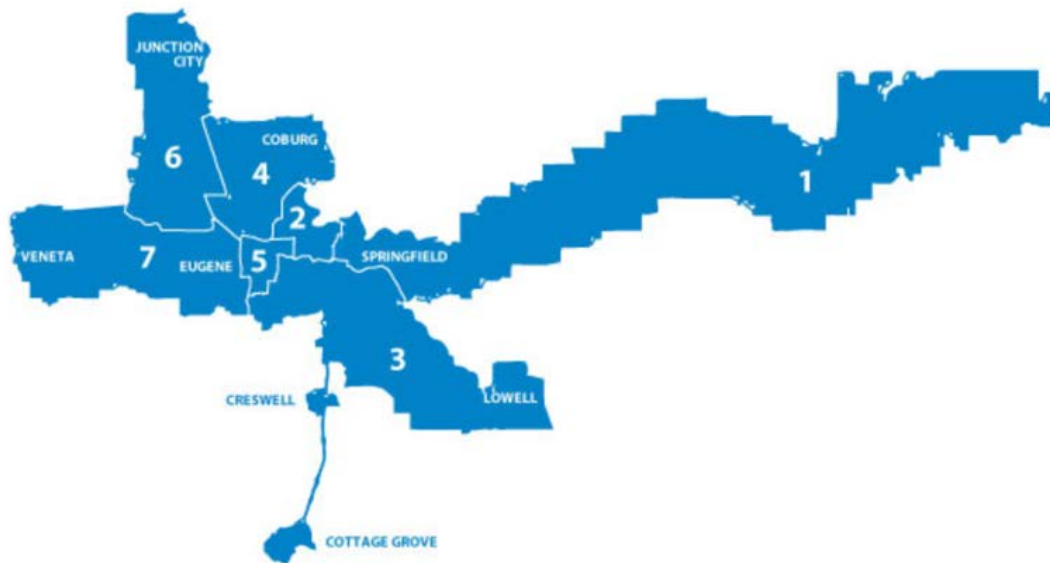 JUNCTION
CITY
COBURG
6
4
1
2
VENETA
7
EUGENE
5
SPRINGFIELD
3
CRESWELL
LOWELL
COTTAGE GROVE